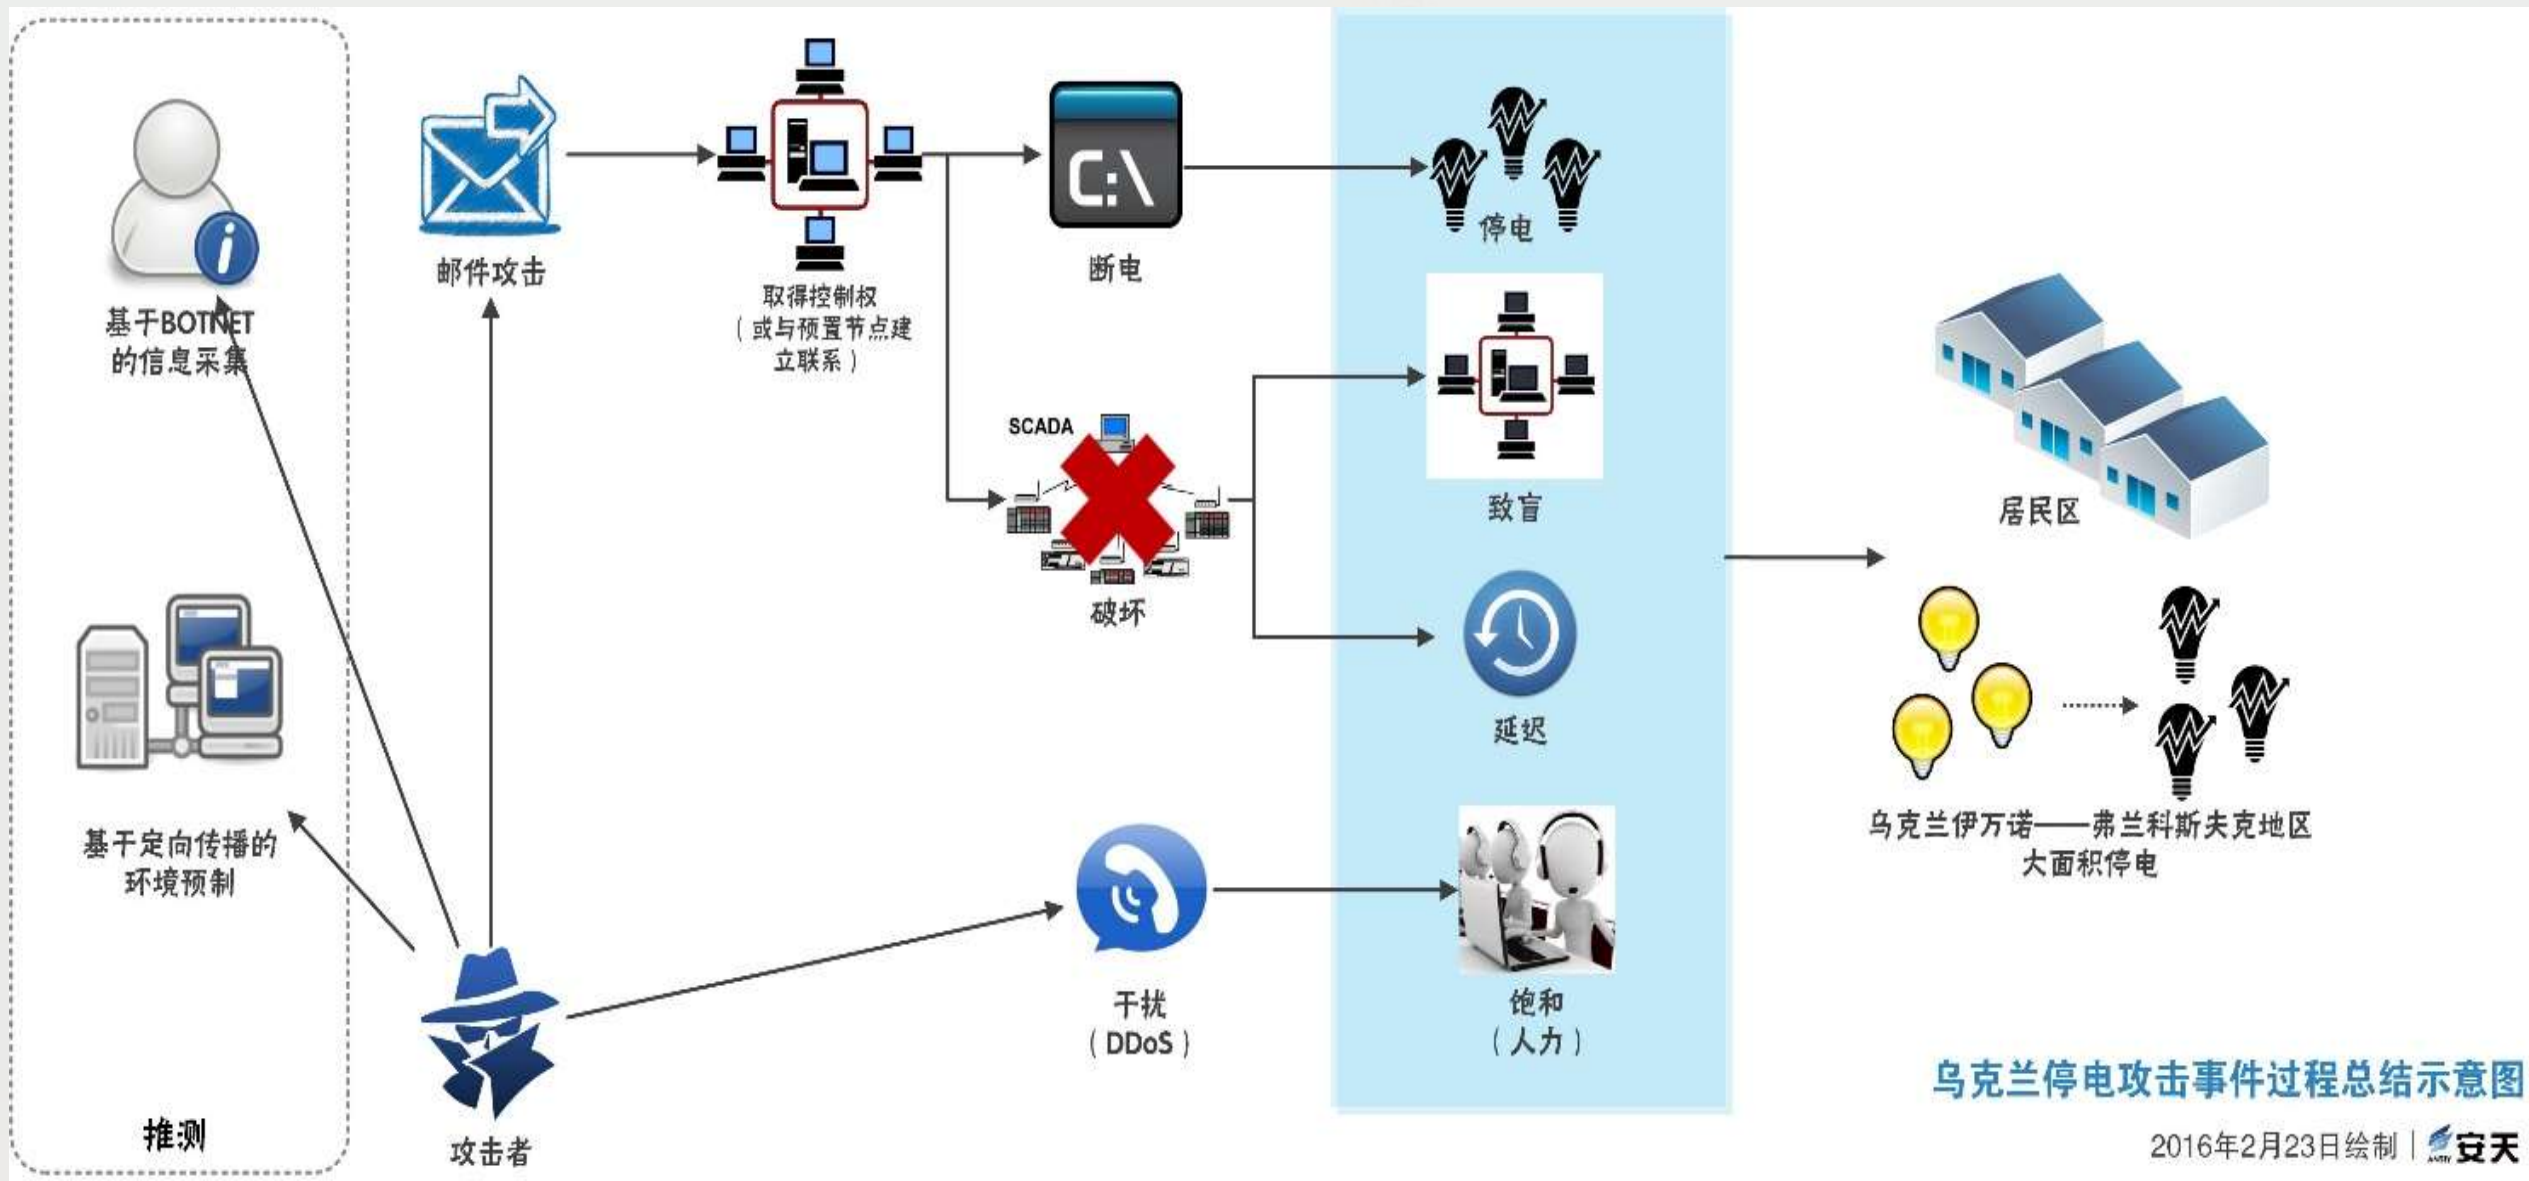 基于BOTNET
的信息采集
基于定向传播的
环境预制
推测
邮件攻击
攻击者
取得控制权
（或与预置节点建
立联系）
C:\
断电
SCADA
破坏
干扰
（DDoS）
停电
致盲
延迟
饱和
（人力）
居民区
乌克兰伊万诺——弗兰科斯夫克地区
大面积停电
乌克兰停电攻击事件过程总结示意图
2016年2月23日绘制 | 安天